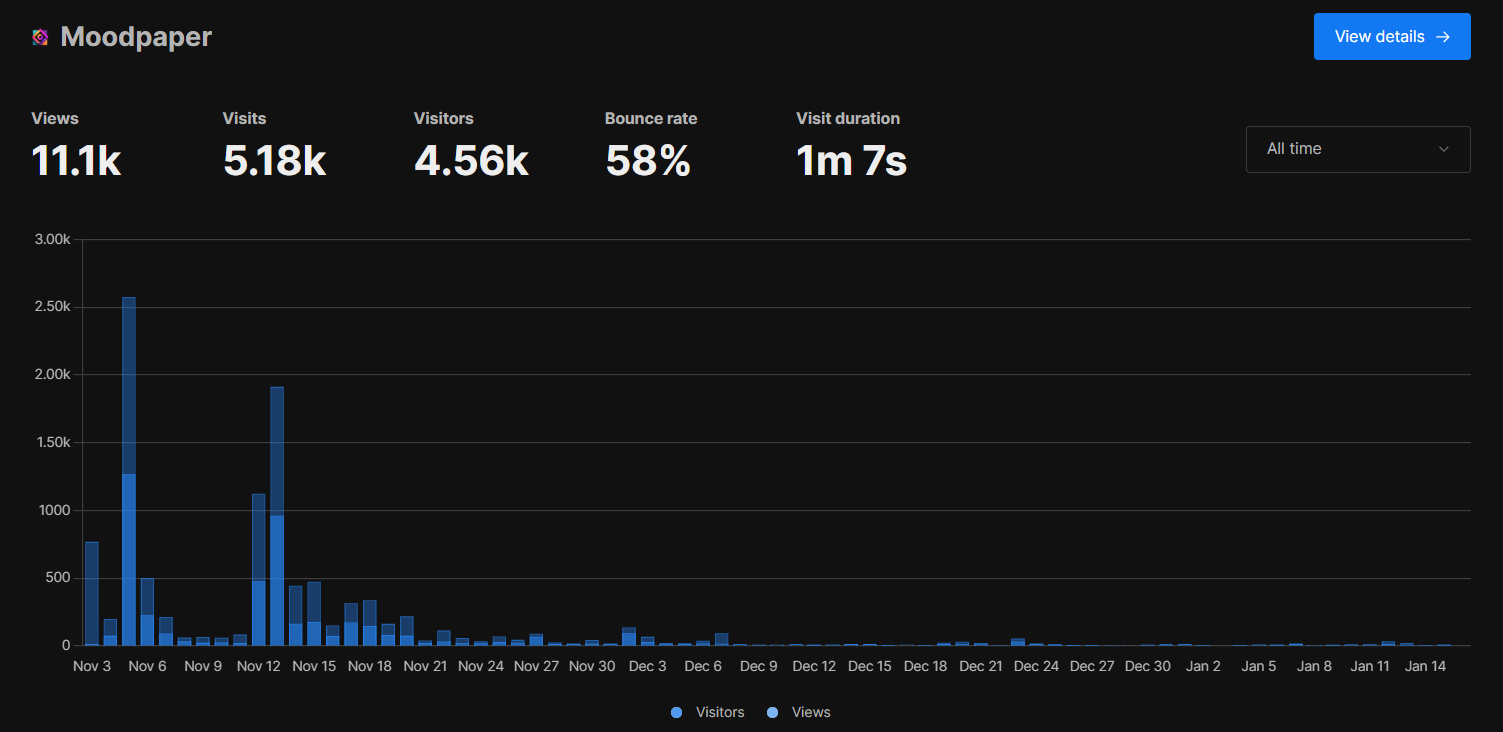 Moodpaper
View details →
Views Visits Visitors Bounce rate Visit duration
11.1k 5.18k 4.56k 58% 1m 7s
All time
3.00k
2.50k
2.00k
1.50k
1000
500
0
Nov 3 Nov 6 Nov 9 Nov 12 Nov 15 Nov 18 Nov 21 Nov 24 Nov 27 Nov 30 Dec 3 Dec 6 Dec 9 Dec 12 Dec 15 Dec 18 Dec 21 Dec 24 Dec 27 Dec 30 Jan 2 Jan 5 Jan 8 Jan 11 Jan 14
Visitors Views